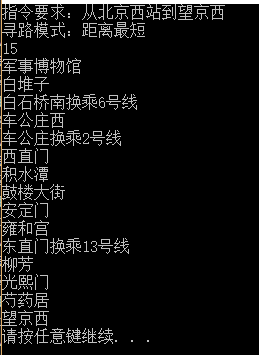 指令要求：从北京西站到望京西
寻路模式：距离最短
15
军事博物馆
白堆子
白石桥南换乘6号线
车公庄西
车公庄换乘2号线
西直门
积水潭
鼓楼大街
安定门
雍和宫
东直门换乘13号线
柳芳
光熙门
芍药居
望京西
请按任意键继续. . .